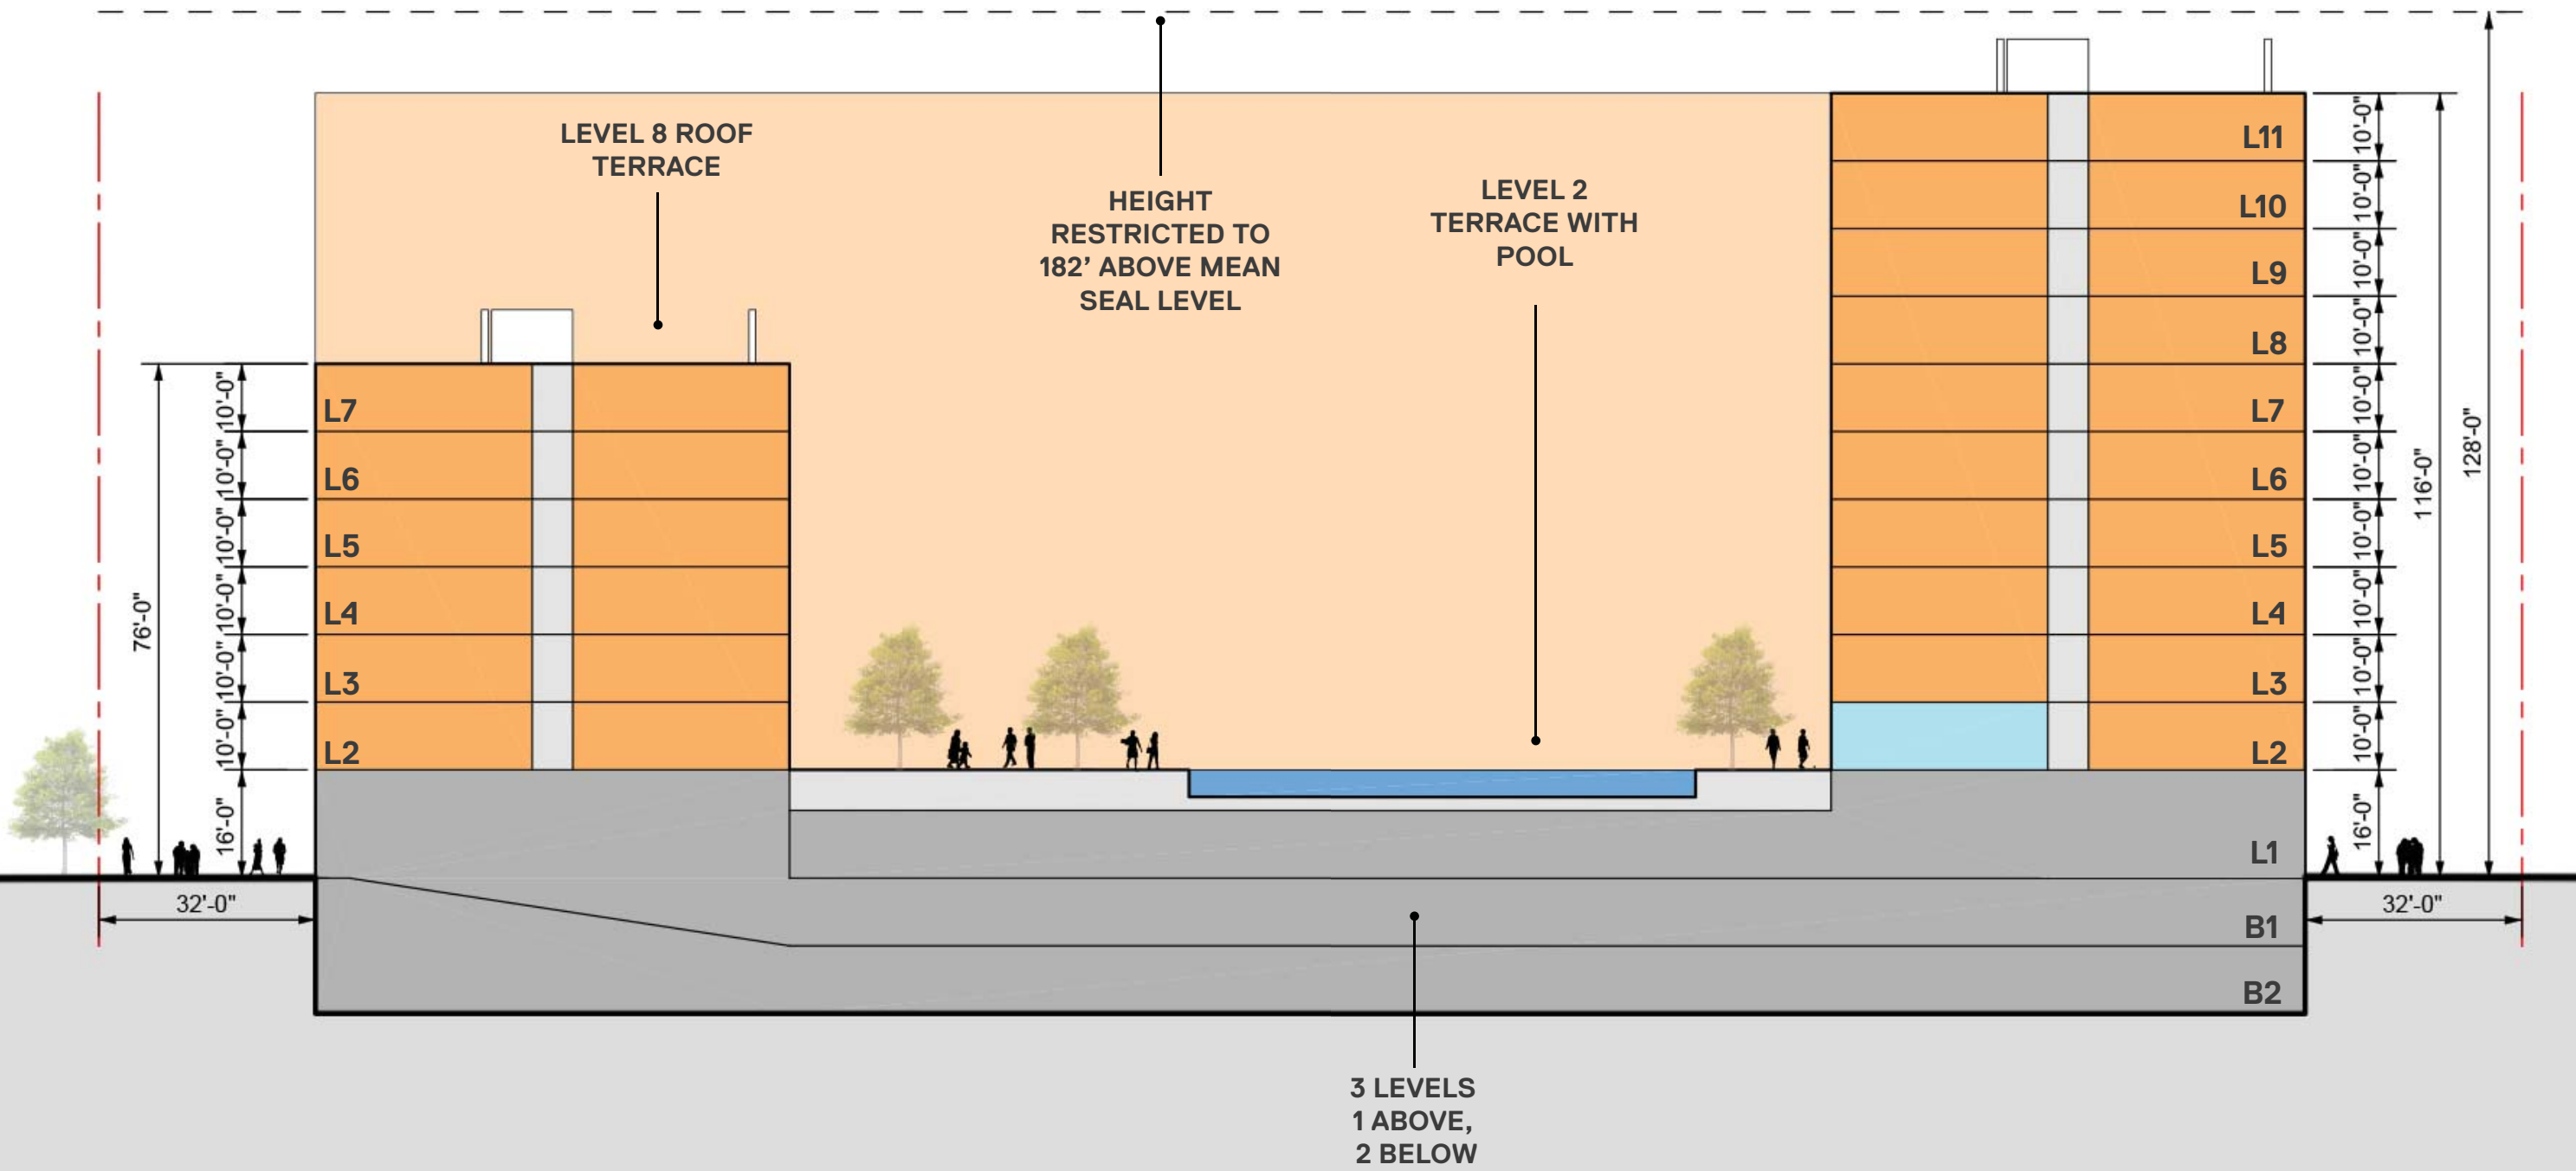 LEVEL 8 ROOF
TERRACE
HEIGHT
RESTRICTED TO
182’ ABOVE MEAN
SEAL LEVEL
LEVEL 2
TERRACE WITH
POOL
L7
L6
L5
L4
L3
L2
10'-0"
10'-0"
10'-0"
10'-0"
10'-0"
10'-0"
16'-0"
76'-0"
32'-0"
L11
L10
L9
L8
L7
L6
L5
L4
L3
L2
L1
B1
B2
10'-0"
10'-0"
10'-0"
10'-0"
10'-0"
10'-0"
10'-0"
10'-0"
10'-0"
10'-0"
16'-0"
116'-0"
128'-0"
32'-0"
3 LEVELS
1 ABOVE,
2 BELOW